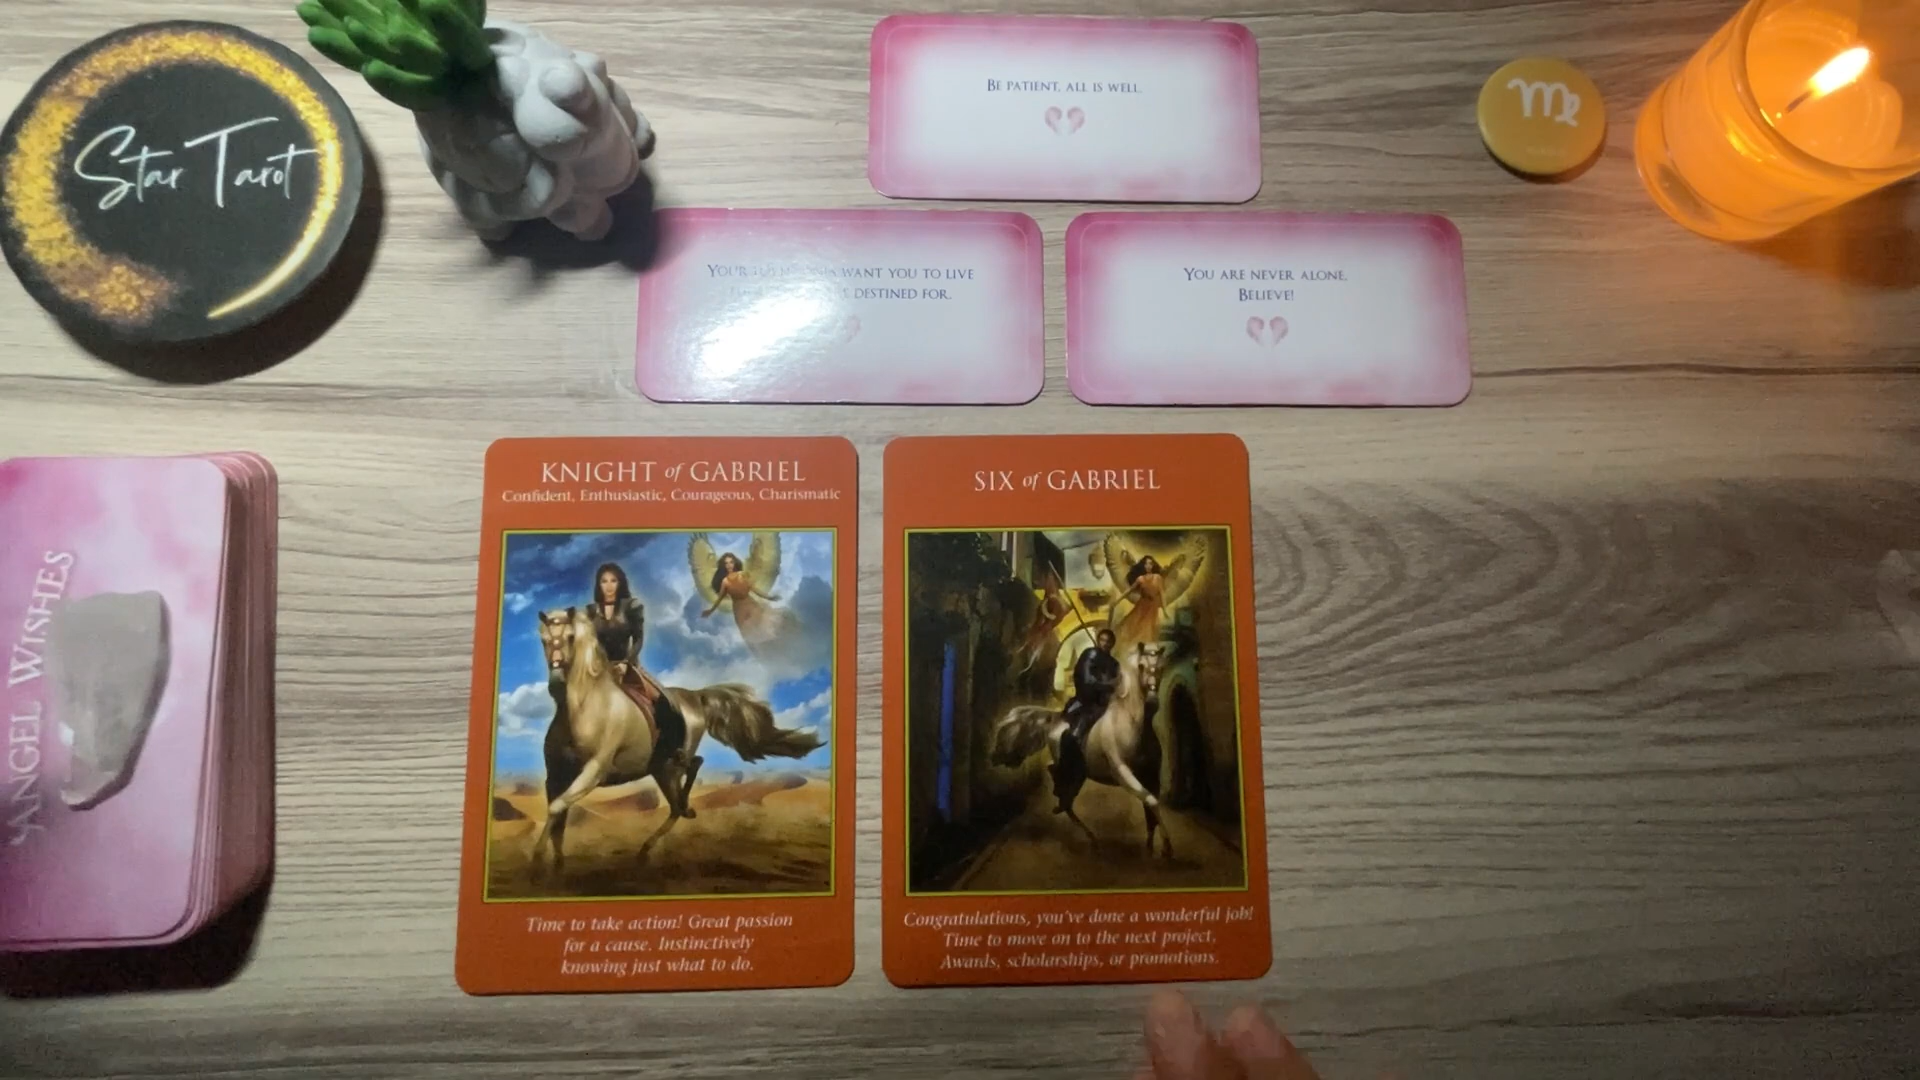 Star Tarot
BE PATIENT, ALL IS WELL.
YOUR WANT YOU TO LIVE
DESTINED FOR.
YOU ARE NEVER ALONE.
BELIEVE!
ANGEL WISHES
KNIGHT of GABRIEL
Confident, Enthusiastic, Courageous, Charismatic
Time to take action! Great passion
for a cause. Instinctively
knowing just what to do.
SIX of GABRIEL
Congratulations, you've done a wonderful job!
Time to move on to the next project.
Awards, scholarships, or promotions.